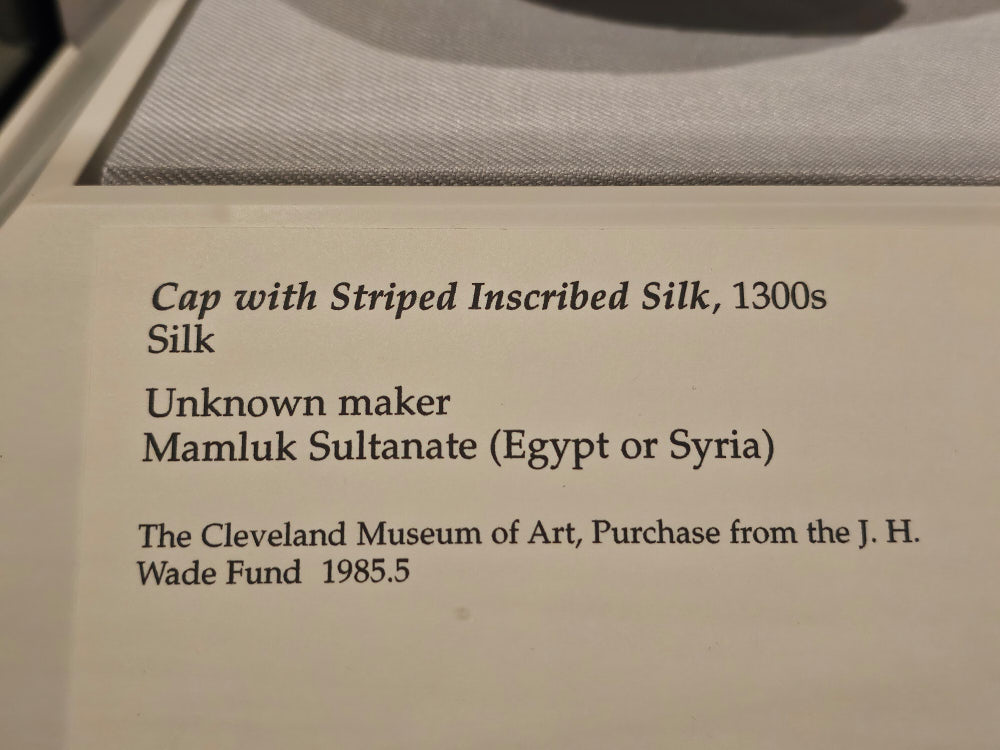 Cap with Striped Inscribed Silk, 1300s
Silk
Unknown maker
Mamluk Sultanate (Egypt or Syria)
The Cleveland Museum of Art, Purchase from the J. H.
Wade Fund  1985.5